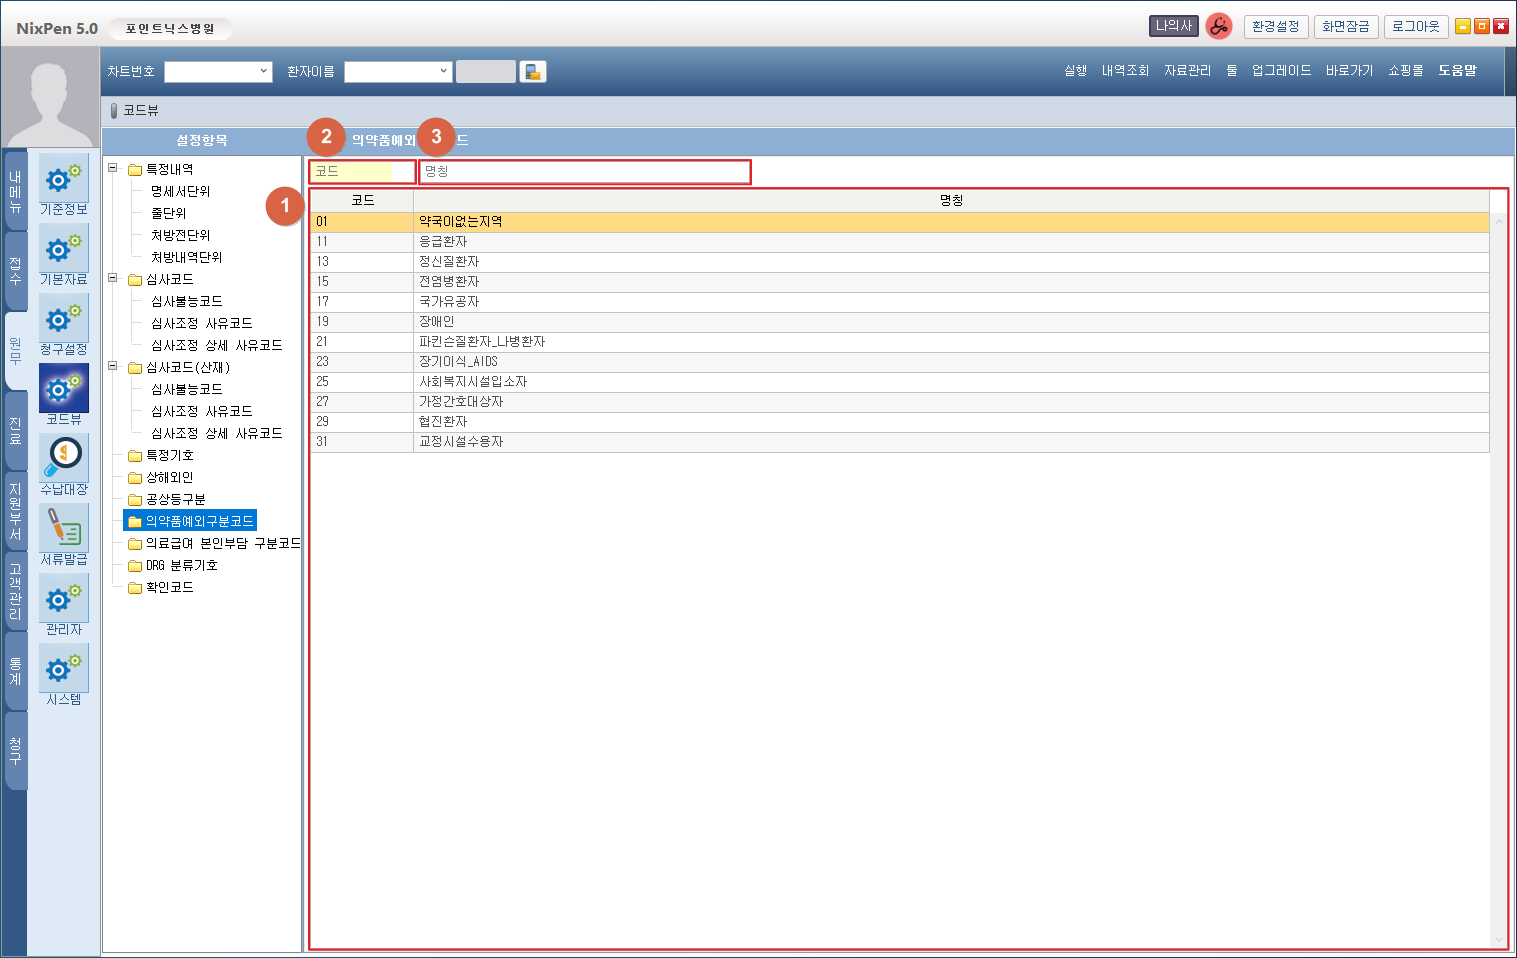 NixPen 5.0
포인트닉스병원
나의사
환경설정
화면잠금
로그아웃
차트번호
환자이름
실행 내역조회 자료관리 툴 업그레이드 바로가기 쇼핑몰 도움말
코드뷰
내메뉴
접수
원무
진료
지원부서
고객관리
통계
청구
기준정보
기본자료
청구설정
코드뷰
수납대장
서류발급
관리자
시스템
설정항목
특정내역
명세서단위
줄단위
처방전단위
처방내역단위
심사코드
심사불능코드
심사조정 사유코드
심사조정 상세 사유코드
심사코드(산재)
심사불능코드
심사조정 사유코드
심사조정 상세 사유코드
특정기호
상해외인
공상등구분
의약품예외구분코드
의료급여 본인부담 구분코드
DRG 분류기호
확인코드
2 의약품예외 3 드
코드 명칭
1
코드 명칭
01 약국이없는지역
11 응급환자
13 정신질환자
15 전염병환자
17 국가유공자
19 장애인
21 파킨슨질환자_나병환자
23 장기이식_AIDS
25 사회복지시설입소자
27 가정간호대상자
29 협진환자
31 교정시설수용자